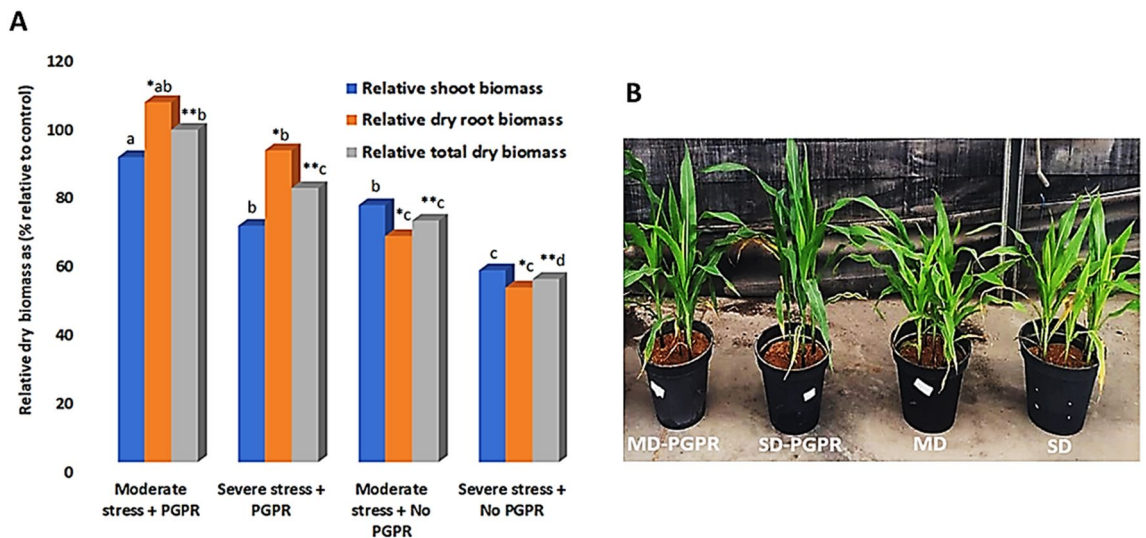 A
Relative dry biomass as (% relative to control)
120
100
80
60
40
20
0
Relative shoot biomass
Relative dry root biomass
Relative total dry biomass
a
*ab
**b
b
*b
**c
b
*c
**c
c
*c
**d
Moderate
stress + PGPR
Severe stress +
PGPR
Moderate
stress + No
PGPR
Severe stress +
No PGPR
B
MD-PGPR
SD-PGPR
MD
SD